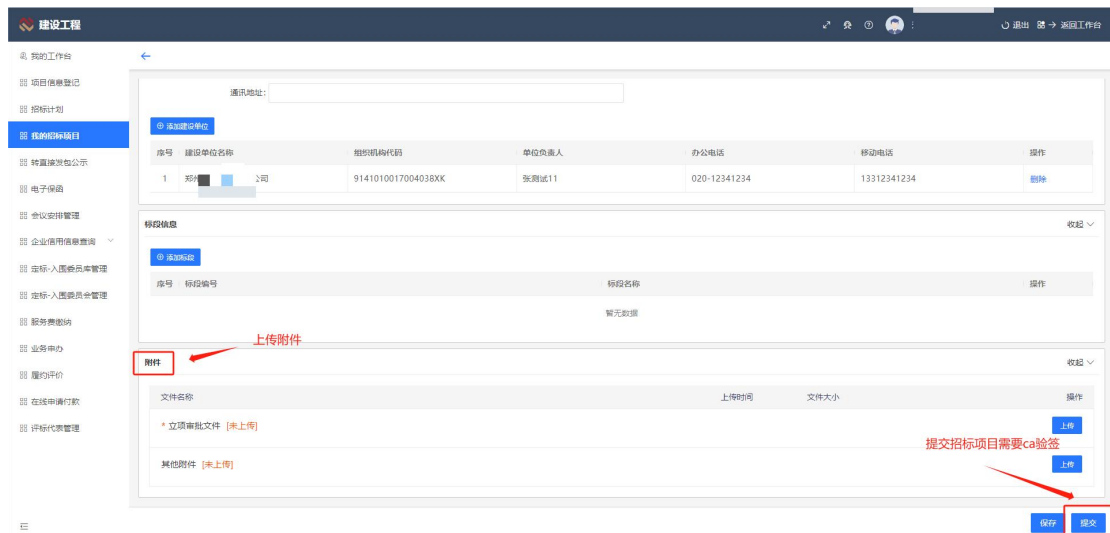 建设工程
退出 返回工作台
我的工作台
项目信息登记
招标计划
我的招标项目
转直接发包公示
电子保函
会议安排管理
企业信用信息查询
定标-入围委员库管理
定标-入围委员会管理
服务费缴纳
业务申办
履约评价
在线申请付款
评标代表管理
通讯地址：
添加建设单位
序号 建设单位名称 组织机构代码 单位负责人 办公电话 移动电话 操作
1 郑州 公司 9141010017004038XK 张测试11 020-12341234 13312341234 删除
标段信息 收起
添加标段
序号 标段编号 标段名称 操作
暂无数据
上传附件
附件 收起
文件名称 上传时间 文件大小 操作
* 立项审批文件 [未上传] 上传
提交招标项目需要ca验签
其他附件 [未上传] 上传
保存 提交